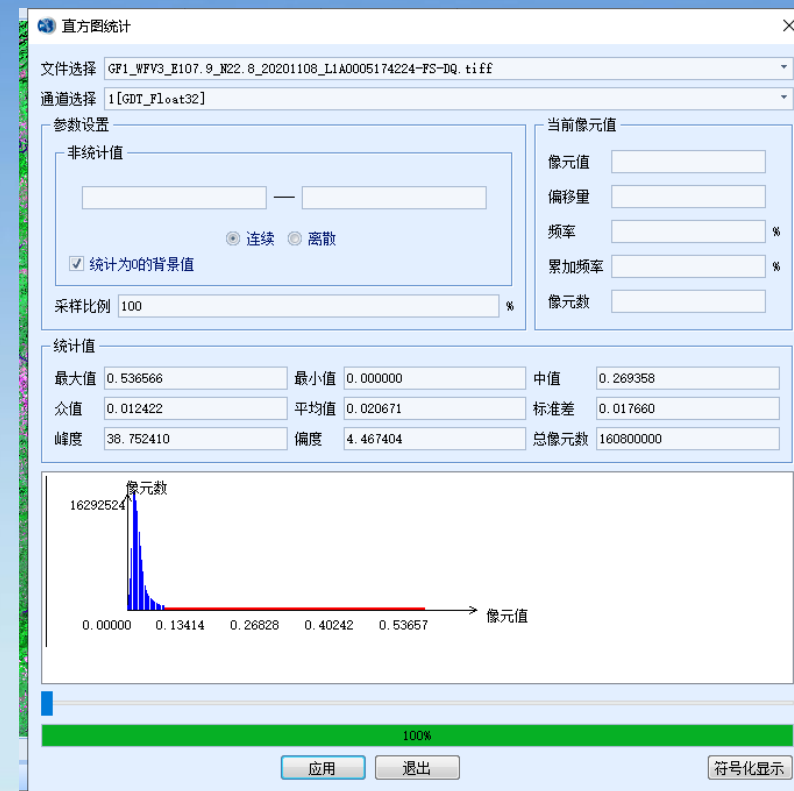 直方图统计
文件选择 GF1_WFV3_E107.9_N22.8_20201108_L1A0005174224-FS-DQ.tiff
通道选择 1[GDT_Float32]
参数设置
非统计值
—
连续 离散
统计为0的背景值
采样比例 100 %
当前像元值
像元值
偏移量
频率 %
累加频率 %
像元数
统计值
最大值 0.536566 最小值 0.000000 中值 0.269358
众值 0.012422 平均值 0.020671 标准差 0.017660
峰度 38.752410 偏度 4.467404 总像元数 160800000
像元数
16292524
像元值
0.00000 0.13414 0.26828 0.40242 0.53657
100%
应用 退出 符号化显示